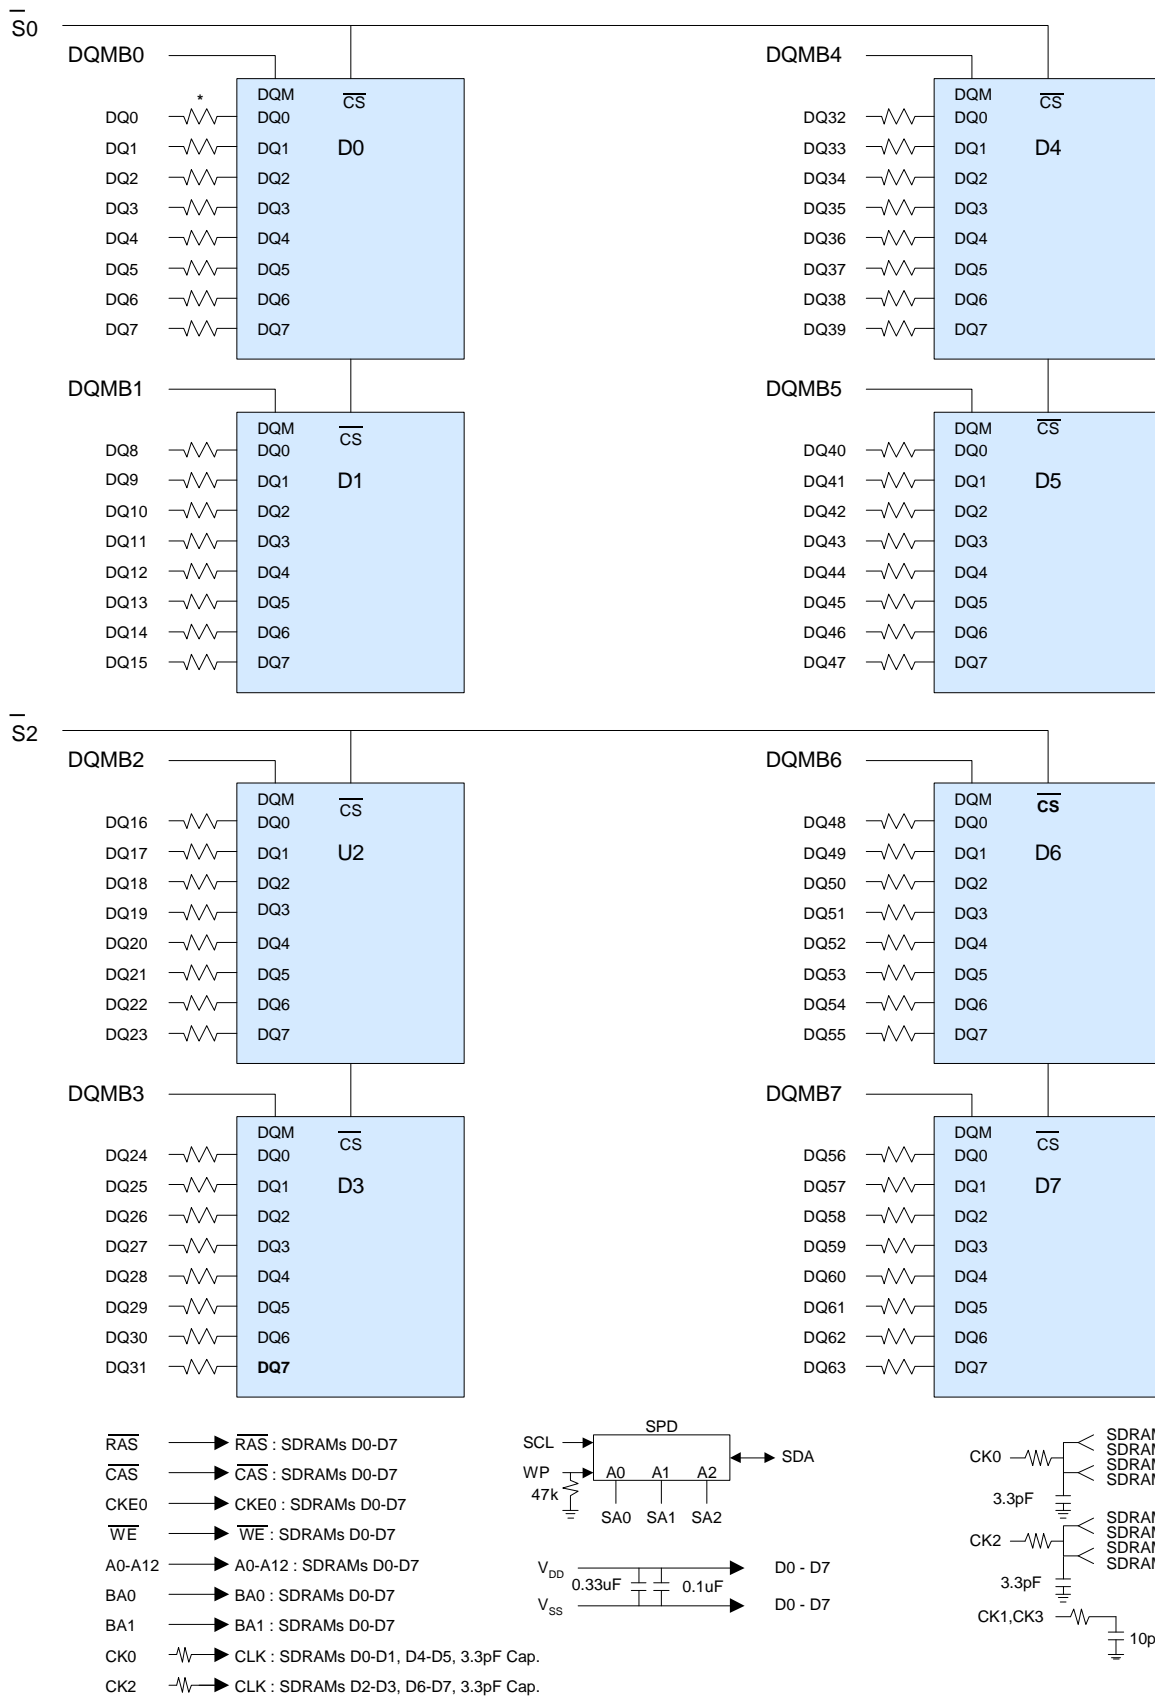 S0
DQMB0
DQM
CS
*
DQ0 DQ0
DQ1 DQ1 D0
DQ2 DQ2
DQ3 DQ3
DQ4 DQ4
DQ5 DQ5
DQ6 DQ6
DQ7 DQ7
DQMB4
DQM
CS
DQ32 DQ0
DQ33 DQ1 D4
DQ34 DQ2
DQ35 DQ3
DQ36 DQ4
DQ37 DQ5
DQ38 DQ6
DQ39 DQ7
DQMB1
DQM
CS
DQ8 DQ0
DQ9 DQ1 D1
DQ10 DQ2
DQ11 DQ3
DQ12 DQ4
DQ13 DQ5
DQ14 DQ6
DQ15 DQ7
DQMB5
DQM
CS
DQ40 DQ0
DQ41 DQ1 D5
DQ42 DQ2
DQ43 DQ3
DQ44 DQ4
DQ45 DQ5
DQ46 DQ6
DQ47 DQ7
S2
DQMB2
DQM
CS
DQ16 DQ0
DQ17 DQ1 U2
DQ18 DQ2
DQ19 DQ3
DQ20 DQ4
DQ21 DQ5
DQ22 DQ6
DQ23 DQ7
DQMB6
DQM
CS
DQ48 DQ0
DQ49 DQ1 D6
DQ50 DQ2
DQ51 DQ3
DQ52 DQ4
DQ53 DQ5
DQ54 DQ6
DQ55 DQ7
DQMB3
DQM
CS
DQ24 DQ0
DQ25 DQ1 D3
DQ26 DQ2
DQ27 DQ3
DQ28 DQ4
DQ29 DQ5
DQ30 DQ6
DQ31 DQ7
DQMB7
DQM
CS
DQ56 DQ0
DQ57 DQ1 D7
DQ58 DQ2
DQ59 DQ3
DQ60 DQ4
DQ61 DQ5
DQ62 DQ6
DQ63 DQ7
RAS RAS : SDRAMs D0-D7
CAS CAS : SDRAMs D0-D7
CKE0 CKE0 : SDRAMs D0-D7
WE WE : SDRAMs D0-D7
A0-A12 A0-A12 : SDRAMs D0-D7
BA0 BA0 : SDRAMs D0-D7
BA1 BA1 : SDRAMs D0-D7
CK0 CLK : SDRAMs D0-D1, D4-D5, 3.3pF Cap.
CK2 CLK : SDRAMs D2-D3, D6-D7, 3.3pF Cap.
SPD
SCL
SDA
WP A0 A1 A2
47k
SA0 SA1 SA2
VDD D0 - D7
0.33uF 0.1uF
VSS D0 - D7
SDRAM
SDRAM
CK0
SDRAM
SDRAM
3.3pF
SDRAM
SDRAM
CK2
SDRAM
SDRAM
3.3pF
CK1,CK3
10p